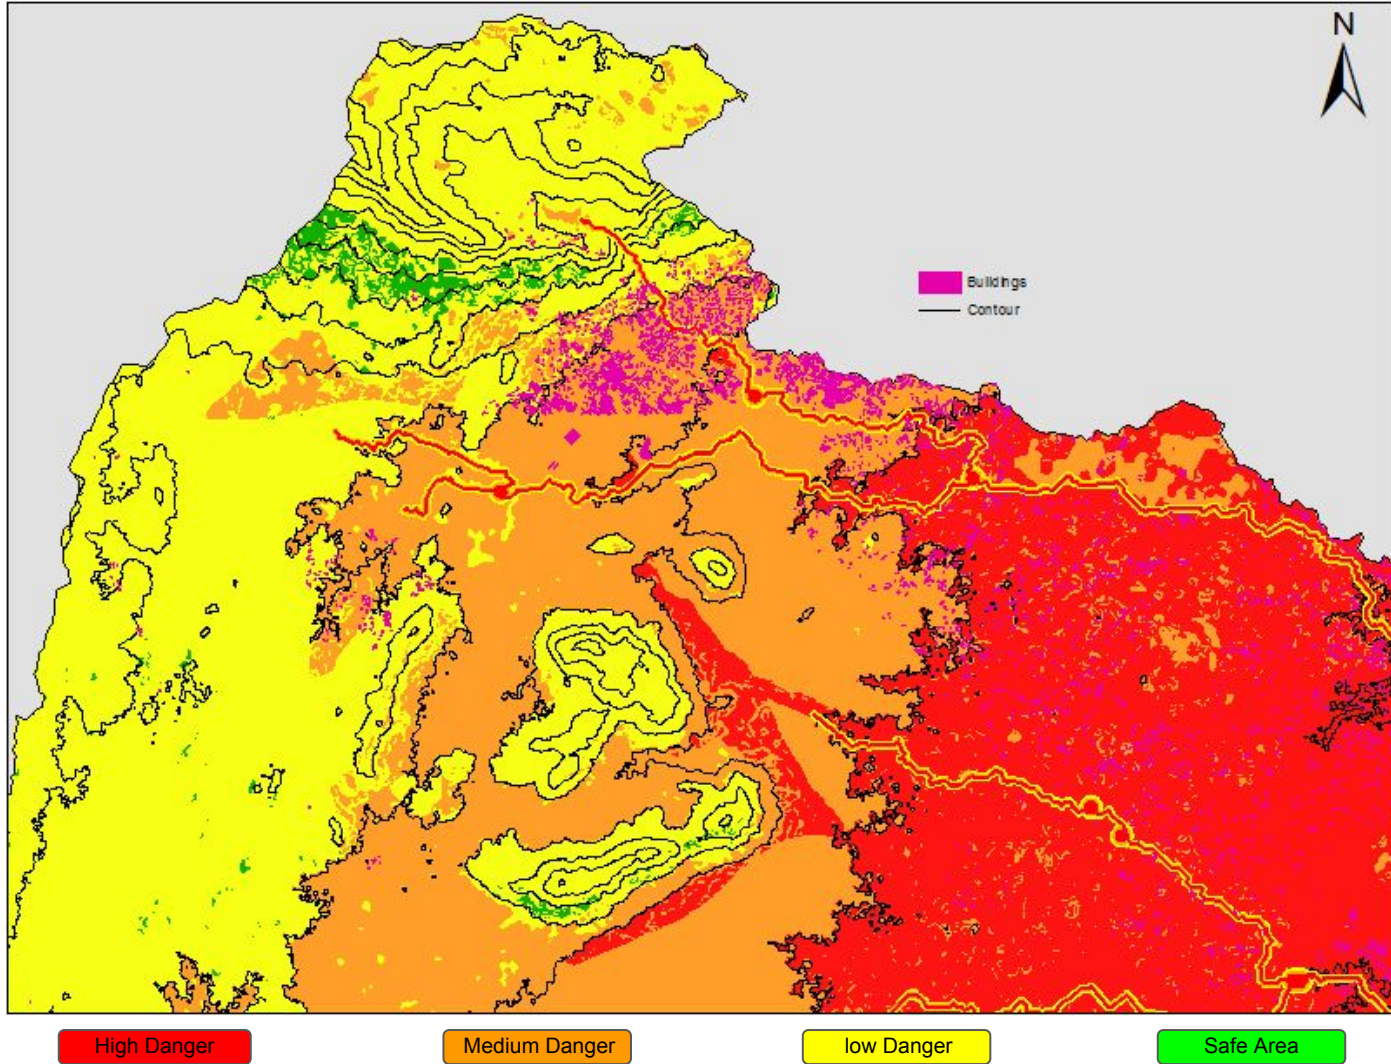 N
Buildings
Contour
High Danger
Medium Danger
low Danger
Safe Area